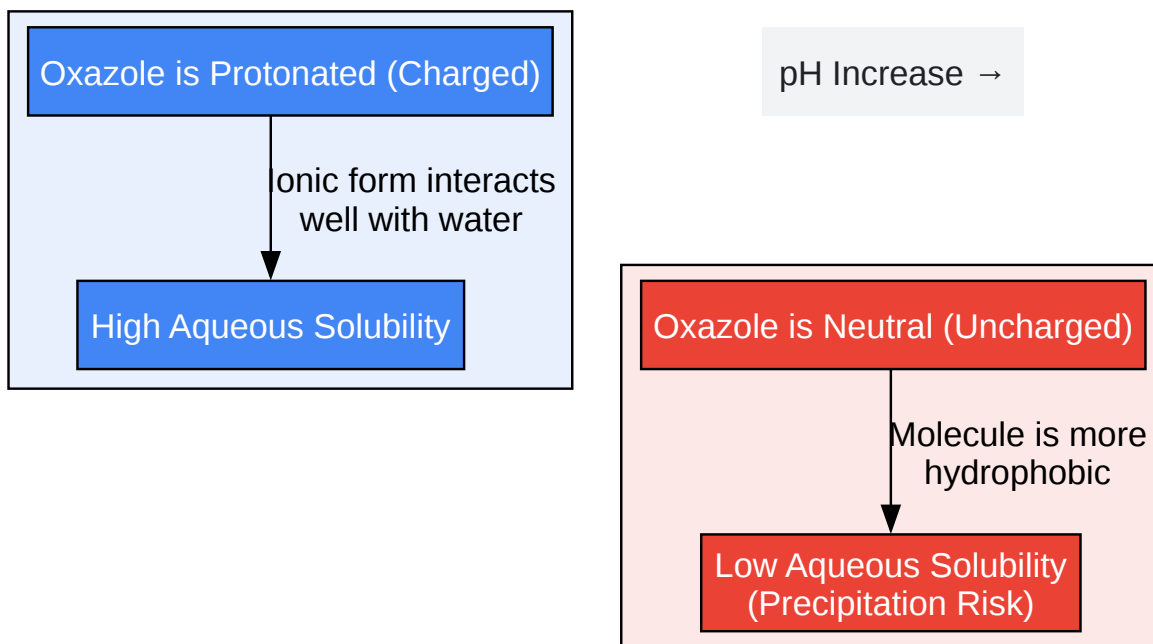 Oxazole is Protonated (Charged)
pH Increase →
Ionic form interacts
well with water
High Aqueous Solubility
Oxazole is Neutral (Uncharged)
Molecule is more
hydrophobic
Low Aqueous Solubility
(Precipitation Risk)